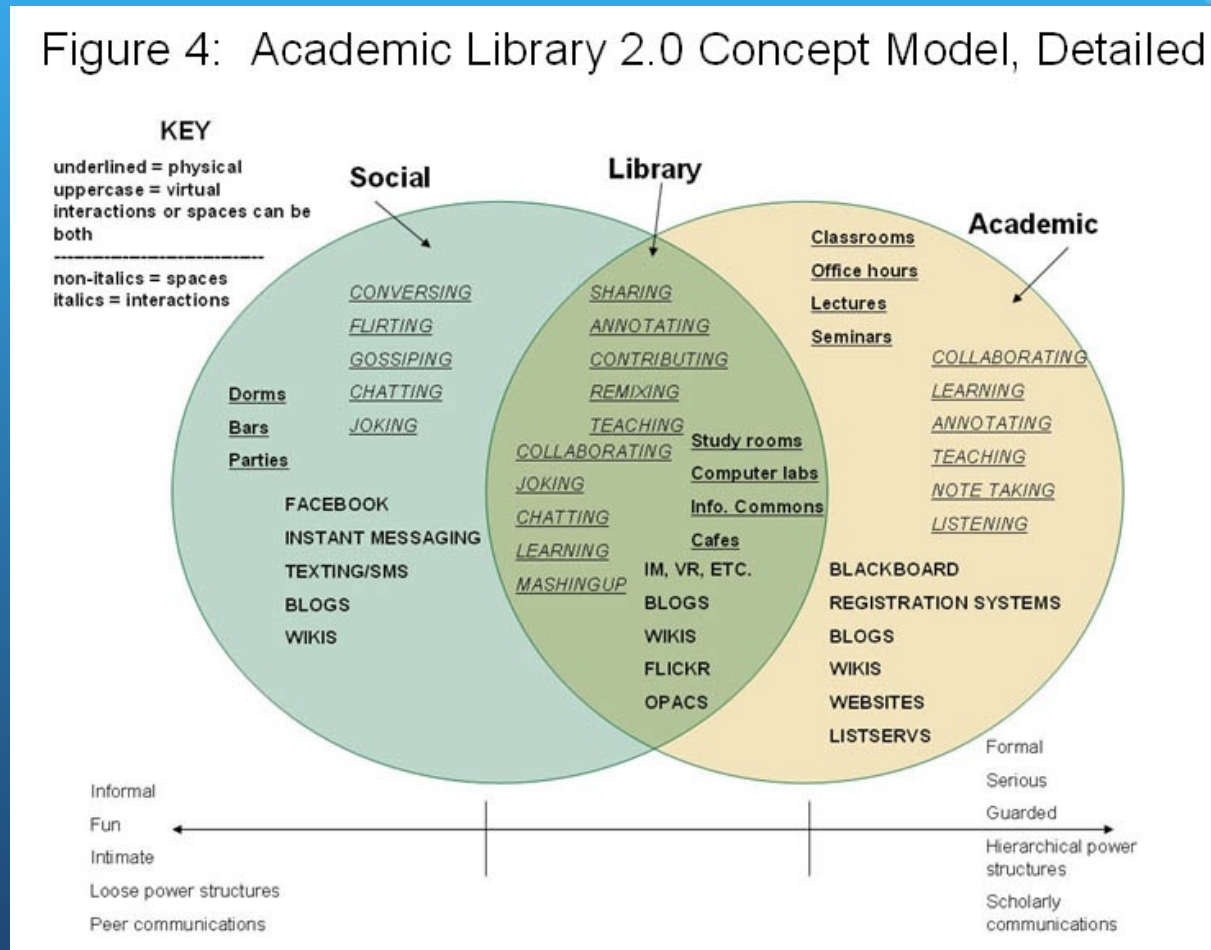 Figure 4: Academic Library 2.0 Concept Model, Detailed
KEY
underlined = physical
uppercase = virtual
interactions or spaces can be
both
--------------------------------
non-italics = spaces
italics = interactions
Social
Library
Academic
CONVERSING
FLIRTING
GOSSIPING
CHATTING
JOKING
Dorms
Bars
Parties
FACEBOOK
INSTANT MESSAGING
TEXTING/SMS
BLOGS
WIKIS
SHARING
ANNOTATING
CONTRIBUTING
REMIXING
TEACHING
COLLABORATING
JOKING
CHATTING
LEARNING
MASHINGUP
Study rooms
Computer labs
Info. Commons
Cafes
IM, VR, ETC.
BLOGS
WIKIS
FLICKR
OPACS
Classrooms
Office hours
Lectures
Seminars
COLLABORATING
LEARNING
ANNOTATING
TEACHING
NOTE TAKING
LISTENING
BLACKBOARD
REGISTRATION SYSTEMS
BLOGS
WIKIS
WEBSITES
LISTSERVS
Informal
Fun
Intimate
Loose power structures
Peer communications
Formal
Serious
Guarded
Hierarchical power
structures
Scholarly
communications